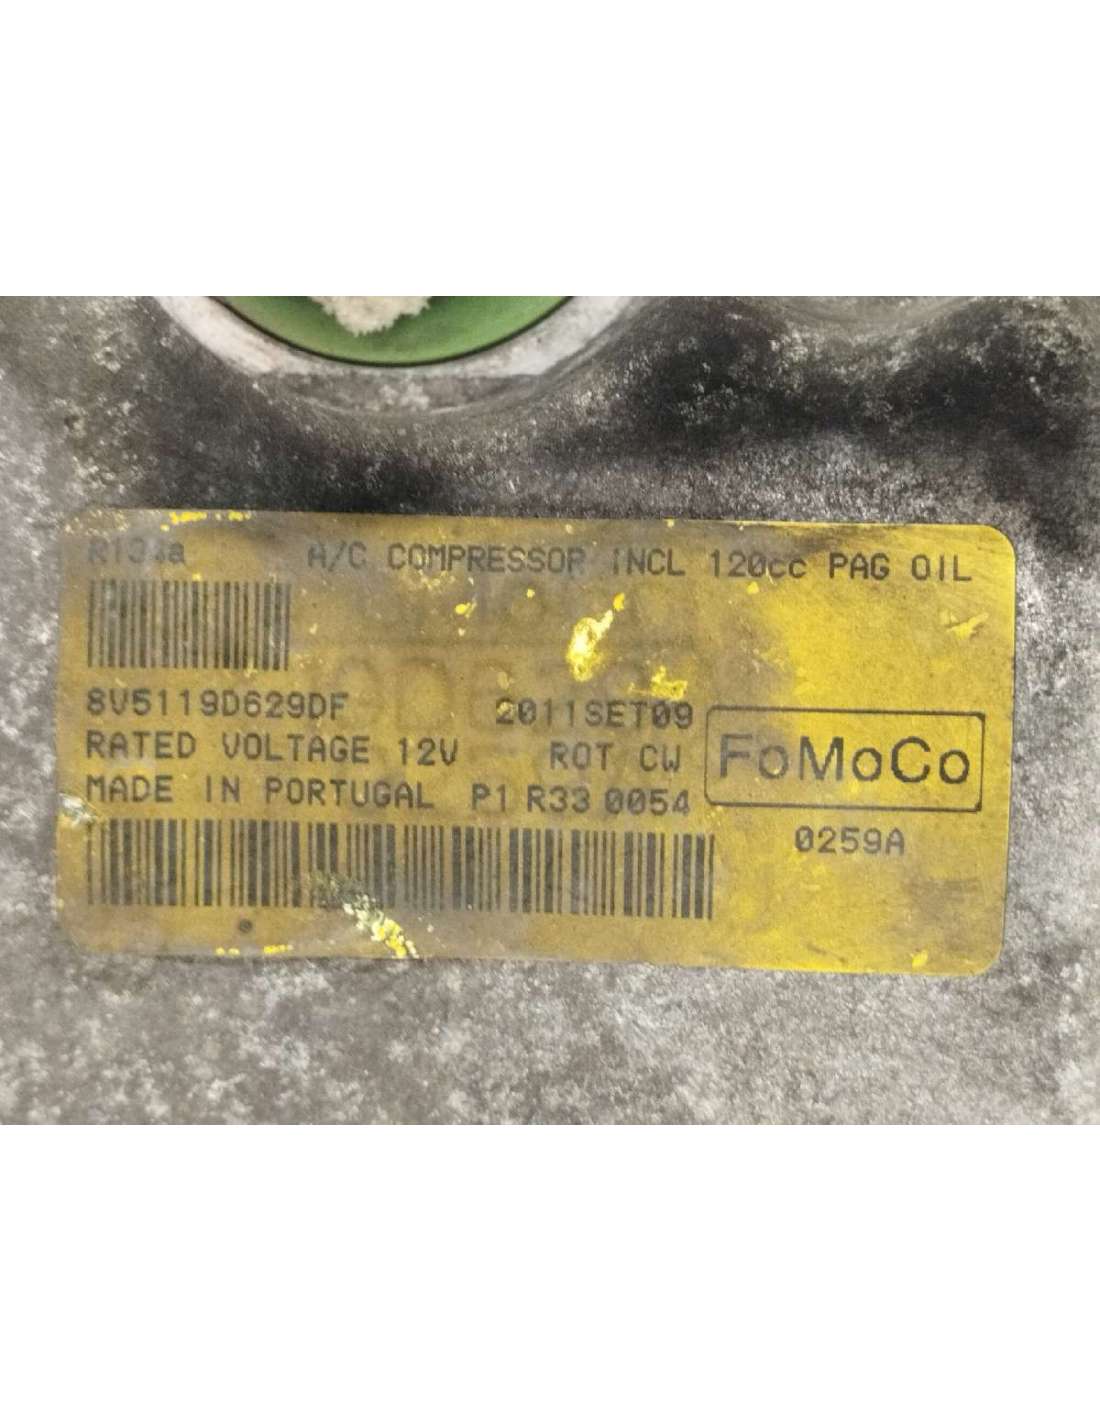 R134a A/C COMPRESSOR INCL 120cc PAG OIL
8V5119D629DF 2011SET09
RATED VOLTAGE 12V ROT CW
MADE IN PORTUGAL P1 R33 0054
FoMoCo
0259A